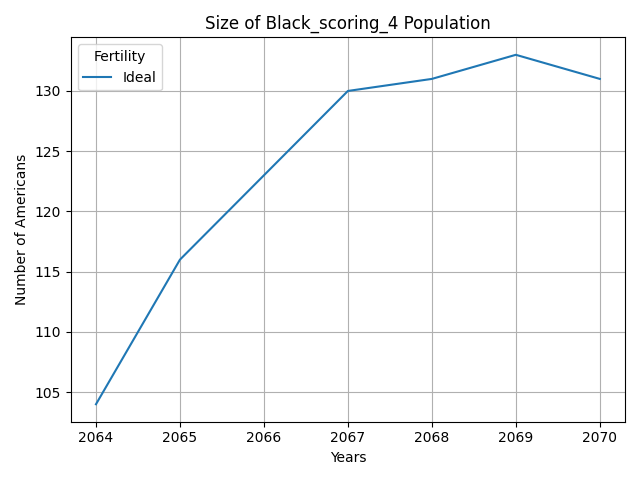 Size of Black_scoring_4 Population
Fertility
Ideal
Number of Americans
130
125
120
115
110
105
2064 2065 2066 2067 2068 2069 2070
Years